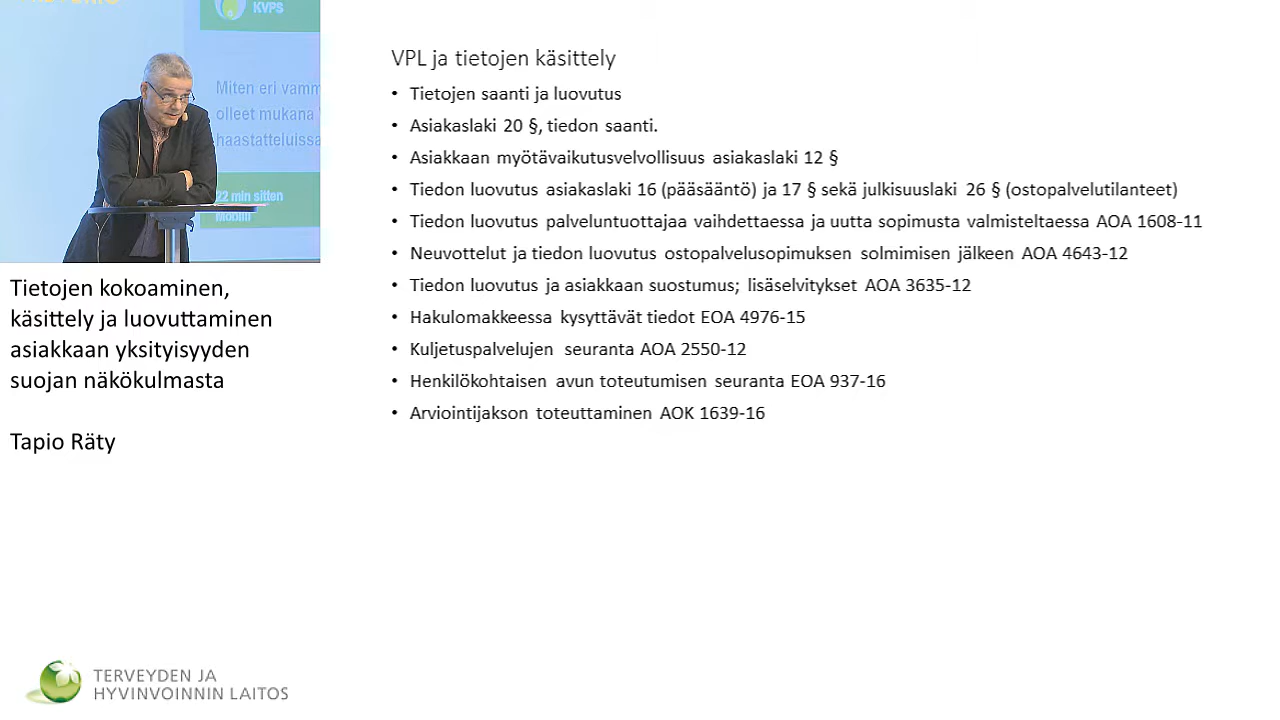 KVPS
Miten eri vamm
olleet mukana
haastatteluissa
22 min sitten
Mobiili
Tietojen kokoaminen,
käsittely ja luovuttaminen
asiakkaan yksityisyyden
suojan näkökulmasta
Tapio Räty
VPL ja tietojen käsittely
• Tietojen saanti ja luovutus
• Asiakaslaki 20 §, tiedon saanti.
• Asiakkaan myötävaikutusvelvollisuus asiakaslaki 12 §
• Tiedon luovutus asiakaslaki 16 (pääsääntö) ja 17 § sekä julkisuuslaki 26 § (ostopalvelutilanteet)
• Tiedon luovutus palveluntuottajaa vaihdettaessa ja uutta sopimusta valmisteltaessa AOA 1608-11
• Neuvottelut ja tiedon luovutus ostopalvelusopimuksen solmimisen jälkeen AOA 4643-12
• Tiedon luovutus ja asiakkaan suostumus; lisäselvitykset AOA 3635-12
• Hakulomakkeessa kysyttävät tiedot EOA 4976-15
• Kuljetuspalvelujen seuranta AOA 2550-12
• Henkilökohtaisen avun toteutumisen seuranta EOA 937-16
• Arviointijakson toteuttaminen AOK 1639-16
TERVEYDEN JA
HYVINVOINNIN LAITOS